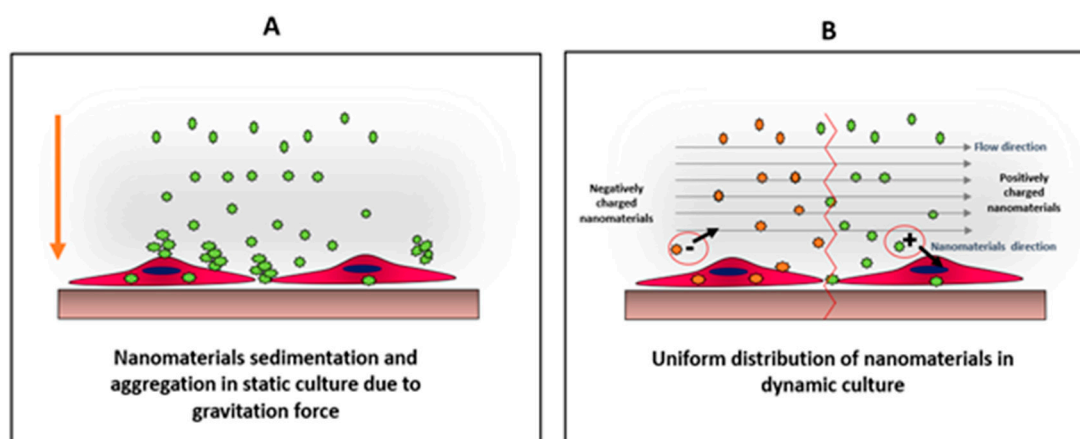 A
Nanomaterials sedimentation and
aggregation in static culture due to
gravitation force
B
Flow direction
Negatively
charged
nanomaterials
Positively
charged
nanomaterials
-
+
Nanomaterials direction
Uniform distribution of nanomaterials in
dynamic culture